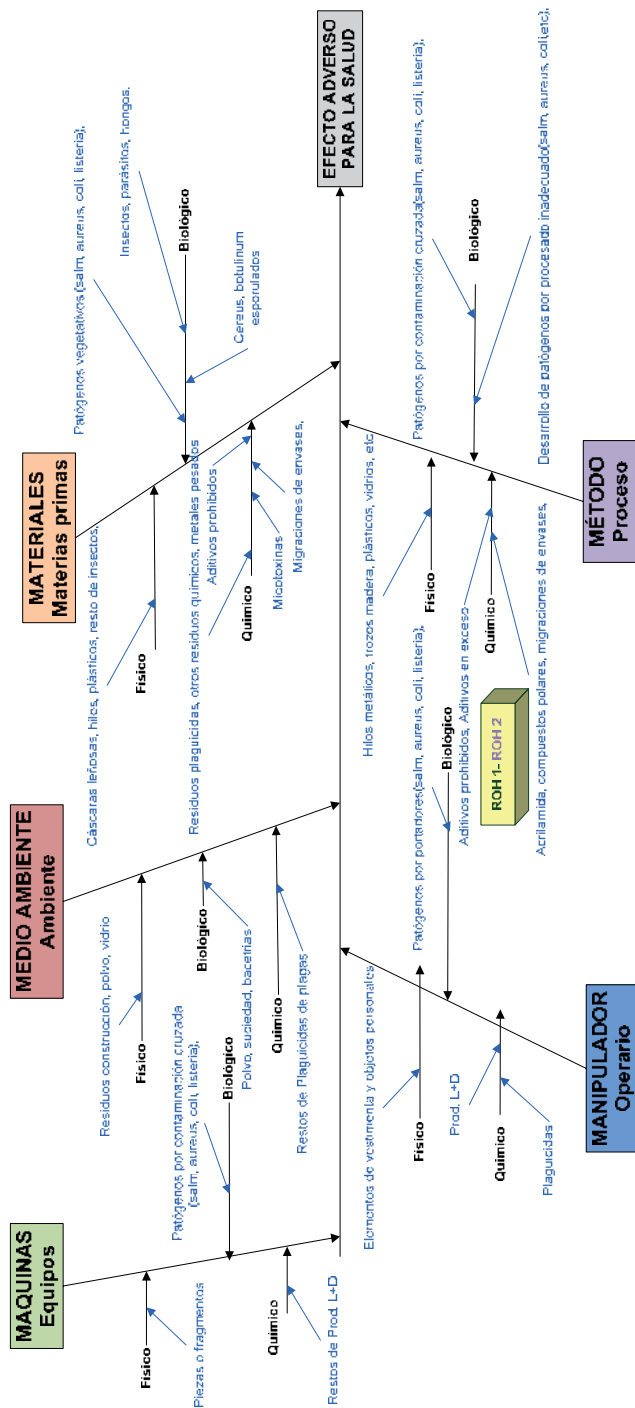 MAQUINAS
Equipos
Físico
Piezas o fragmentos
Patógenos por contaminación cruzada
(salm, aureus, coli, listeria),
Biológico
Químico
Restos de Prod. L+D
MEDIO AMBIENTE
Ambiente
Residuos construcción, polvo, vidrio
Físico
Biológico
Polvo, suciedad, bacetrias
Químico
Restos de Plaguicidas de plagas
MATERIALES
Materias primas
Cáscaras leñosas, hilos, plásticos, resto de insectos,
Físico
Patógenos vegetativos (salm, aureus, coli, listeria),
Insectos, parásitos, hongos,
Biológico
Cereus, botulinum
esporulados
Residuos plaguicidas, otros residuos químicos, metales pesados
Aditivos prohibidos
Químico
Micotoxinas
Migraciones de envases,
EFECTO ADVERSO
PARA LA SALUD
Elementos de vestimenta y objetos personales
Físico
Patógenos por portadores(salm, aureus, coli, listeria),
Biológico
Prod. L+D
Químico
Plaguicidas
MANIPULADOR
Operario
Hilos metálicos, trozos madera, plásticos, vidrios, etc
Físico
Patógenos por contaminación cruzada(salm, aureus, coli, listeria),
Biológico
Aditivos prohibidos, Aditivos en exceso
Químico
ROH 1- ROH 2
Acrilamida, compuestos polares, migraciones de envases,
Desarrollo de patógenos por procesado inadecuado(salm, aureus, coli,etc),
MÉTODO
Proceso